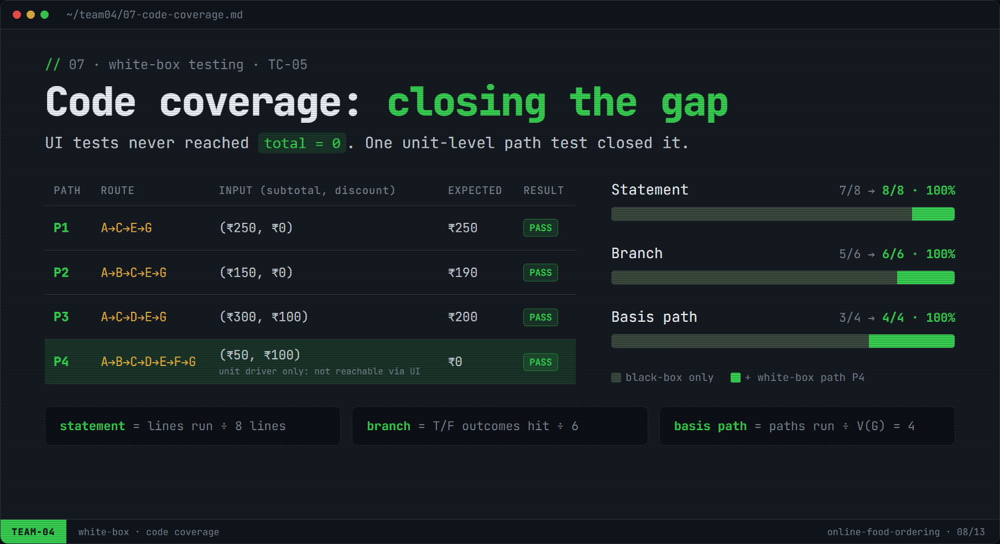 ~/team04/07-code-coverage.md
// 07 · white-box testing · TC-05
Code coverage: closing the gap
UI tests never reached total = 0. One unit-level path test closed it.
PATH ROUTE INPUT (subtotal, discount) EXPECTED RESULT
P1 A→C→E→G (₹250, ₹0) ₹250 PASS
P2 A→B→C→E→G (₹150, ₹0) ₹190 PASS
P3 A→C→D→E→G (₹300, ₹100) ₹200 PASS
P4 A→B→C→D→E→F→G (₹50, ₹100) ₹0 PASS
unit driver only: not reachable via UI
Statement 7/8 → 8/8 · 100%
Branch 5/6 → 6/6 · 100%
Basis path 3/4 → 4/4 · 100%
black-box only + white-box path P4
statement = lines run ÷ 8 lines
branch = T/F outcomes hit ÷ 6
basis path = paths run ÷ V(G) = 4
TEAM-04 white-box · code coverage online-food-ordering · 08/13